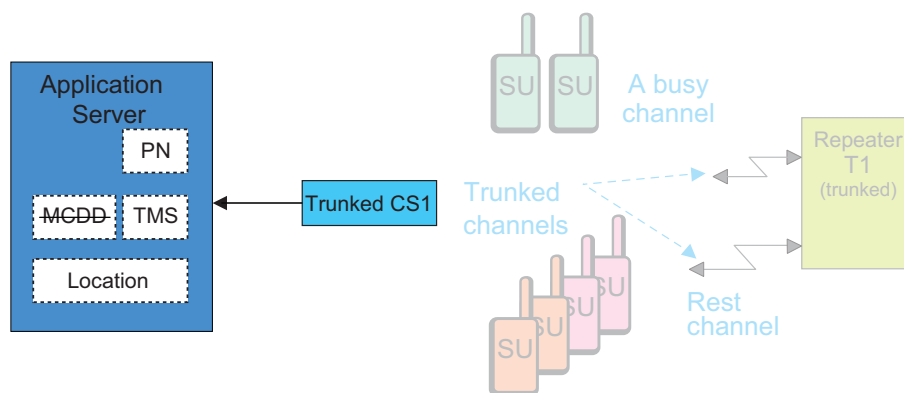 Application
Server
PN
MCDD
TMS
Location
Trunked CS1
SU
SU
A busy
channel
Trunked
channels
Repeater
T1
(trunked)
SU
SU
SU
SU
Rest
channel